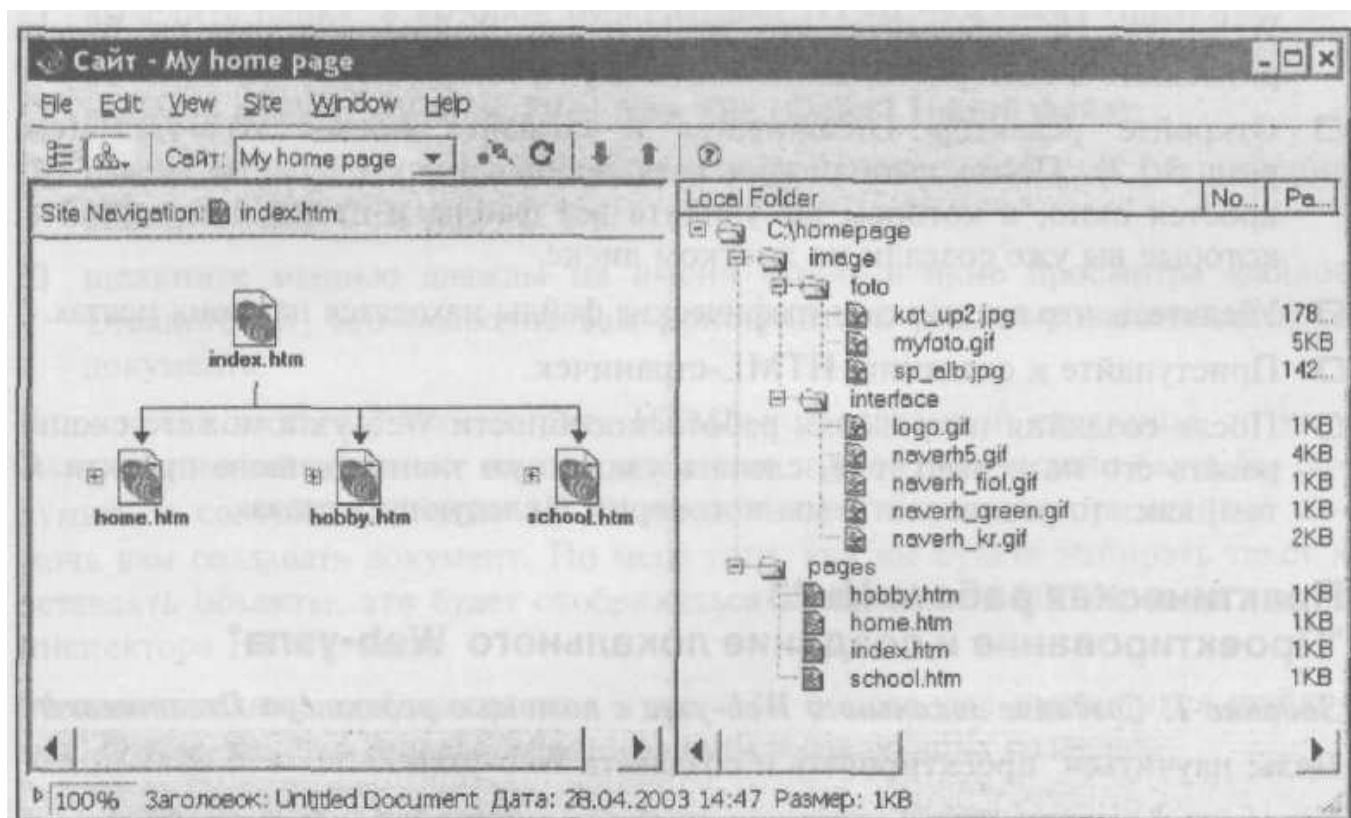 Сайт - My home page
File Edit View Site Window Help
Сайт: My home page
Site Navigation: index.htm
index.htm
home.htm hobby.htm school.htm
Local Folder No... Ра...
C:\homepage
image
foto
kot_up2.jpg 178...
myfoto.gif 5KB
sp_elb.jpg 142...
interface
logo.gif 1KB
naverh5.gif 4KB
naverh_fiol.gif 1KB
naverh_green.gif 1KB
naverh_kr.gif 2KB
pages
hobby.htm 1KB
home.htm 1KB
index.htm 1KB
school.htm 1KB
100% Заголовок: Untitled Document Дата: 28.04.2003 14:47 Размер: 1KB